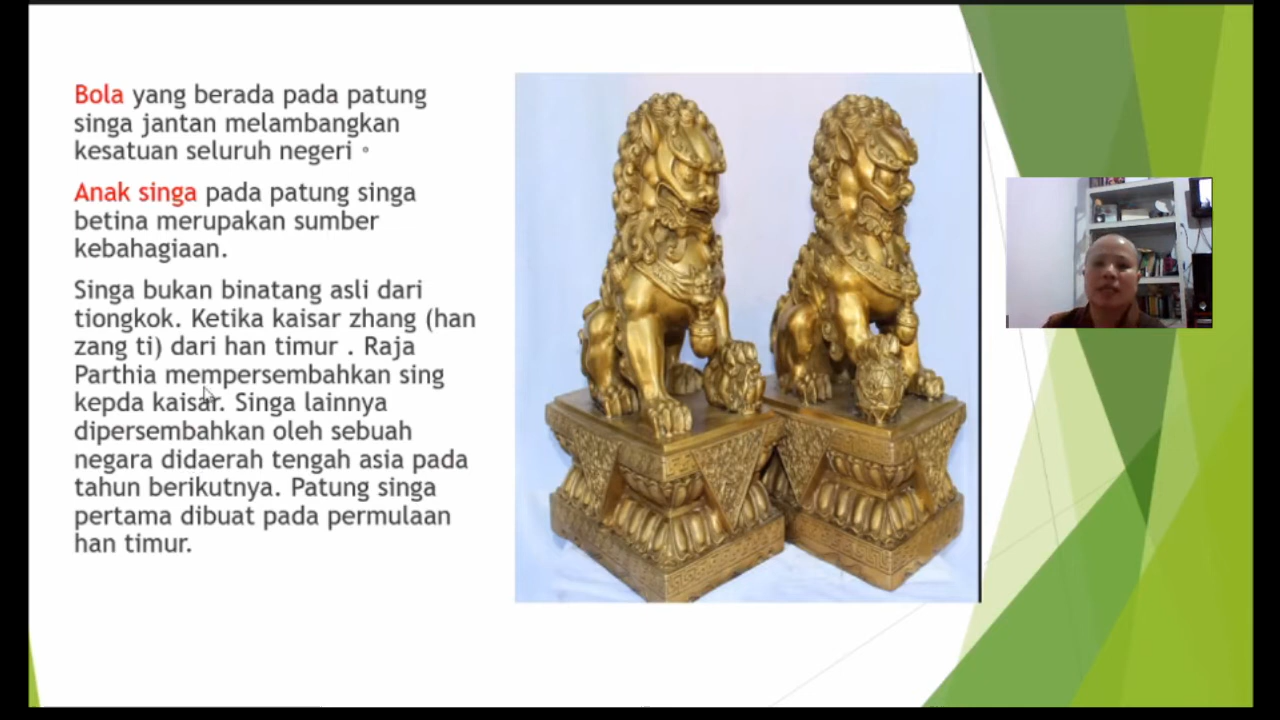 Bola yang berada pada patung
singa jantan melambangkan
kesatuan seluruh negeri 。
Anak singa pada patung singa
betina merupakan sumber
kebahagiaan.
Singa bukan binatang asli dari
tiongkok. Ketika kaisar zhang (han
zang ti) dari han timur . Raja
Parthia mempersembahkan sing
kepda kaisar. Singa lainnya
dipersembahkan oleh sebuah
negara didaerah tengah asia pada
tahun berikutnya. Patung singa
pertama dibuat pada permulaan
han timur.